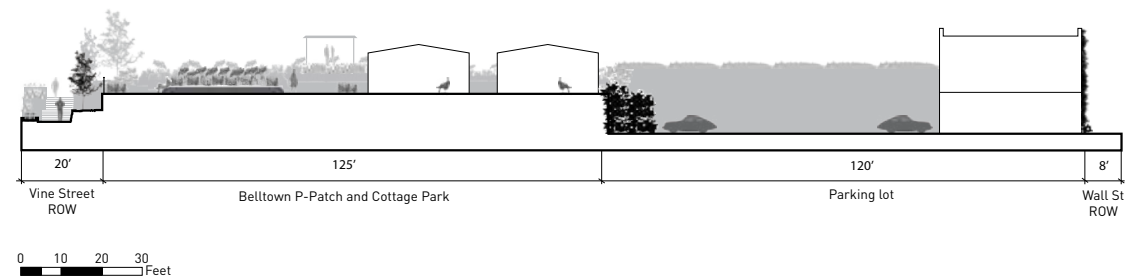 20’ 125’ 120’ 8’
Vine Street
ROW
Belltown P-Patch and Cottage Park
Parking lot
Wall St
ROW
0 10 20 30
Feet